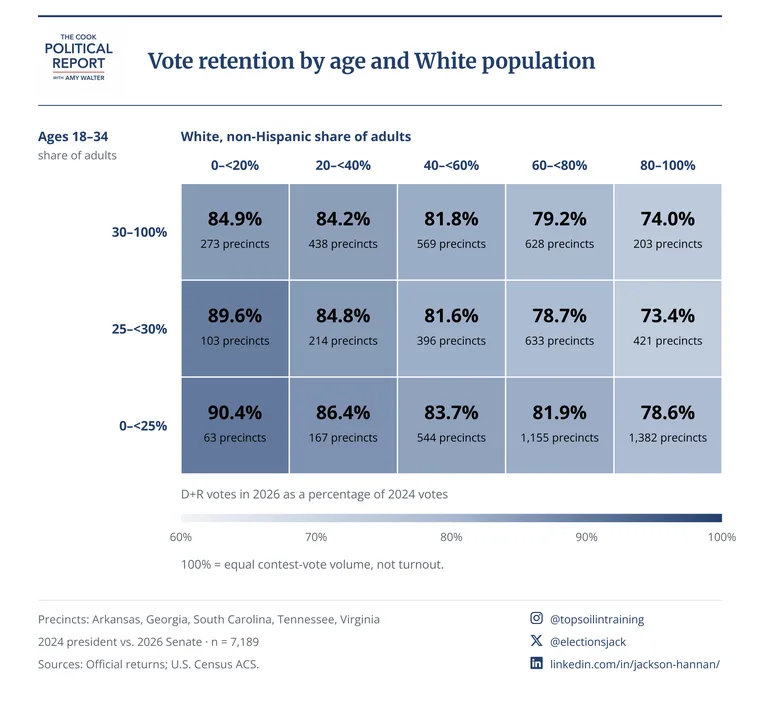 THE COOK
POLITICAL
REPORT
WITH AMY WALTER
Vote retention by age and White population
Ages 18–34
share of adults
White, non-Hispanic share of adults
0–<20% 20–<40% 40–<60% 60–<80% 80–100%
30–100%
84.9% 84.2% 81.8% 79.2% 74.0%
273 precincts 438 precincts 569 precincts 628 precincts 203 precincts
25–<30%
89.6% 84.8% 81.6% 78.7% 73.4%
103 precincts 214 precincts 396 precincts 633 precincts 421 precincts
0–<25%
90.4% 86.4% 83.7% 81.9% 78.6%
63 precincts 167 precincts 544 precincts 1,155 precincts 1,382 precincts
D+R votes in 2026 as a percentage of 2024 votes
60% 70% 80% 90% 100%
100% = equal contest-vote volume, not turnout.
Precincts: Arkansas, Georgia, South Carolina, Tennessee, Virginia
2024 president vs. 2026 Senate · n = 7,189
Sources: Official returns; U.S. Census ACS.
@topsoilintraining
@electionsjack
linkedin.com/in/jackson-hannan/